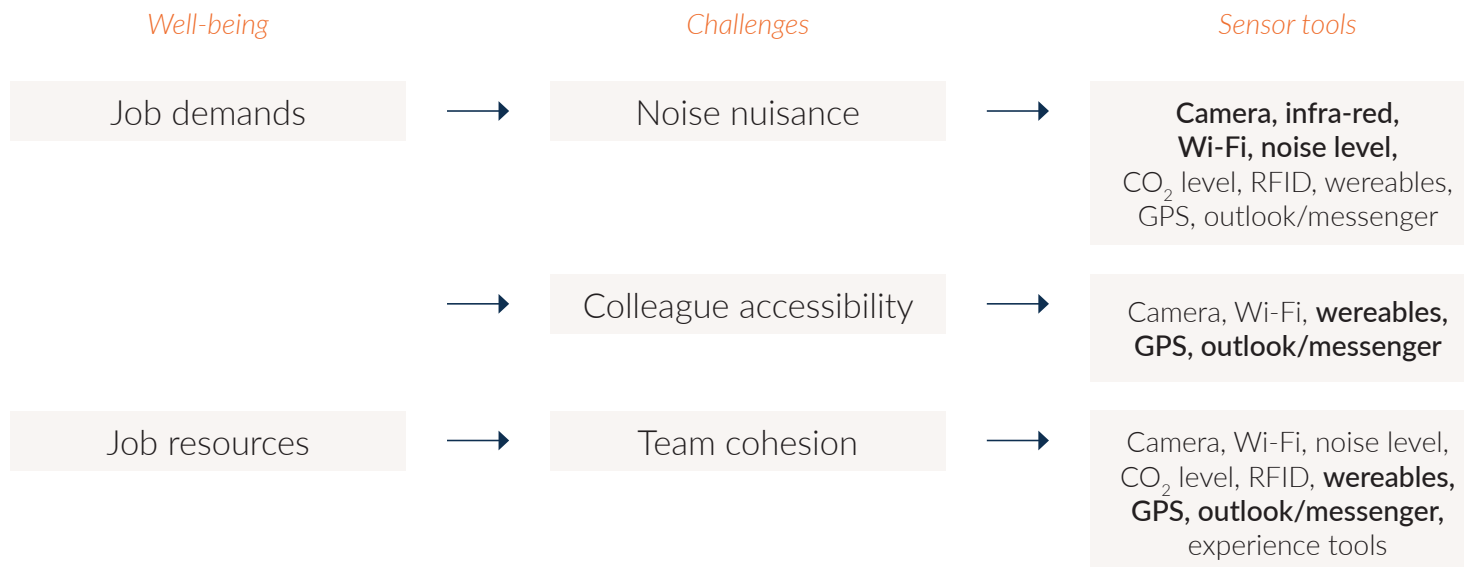 Well-being
Challenges
Sensor tools
Job demands
Noise nuisance
Camera, infra-red,
Wi-Fi, noise level,
CO₂ level, RFID, wereables,
GPS, outlook/messenger
Colleague accessibility
Camera, Wi-Fi, wereables,
GPS, outlook/messenger
Job resources
Team cohesion
Camera, Wi-Fi, noise level,
CO₂ level, RFID, wereables,
GPS, outlook/messenger,
experience tools